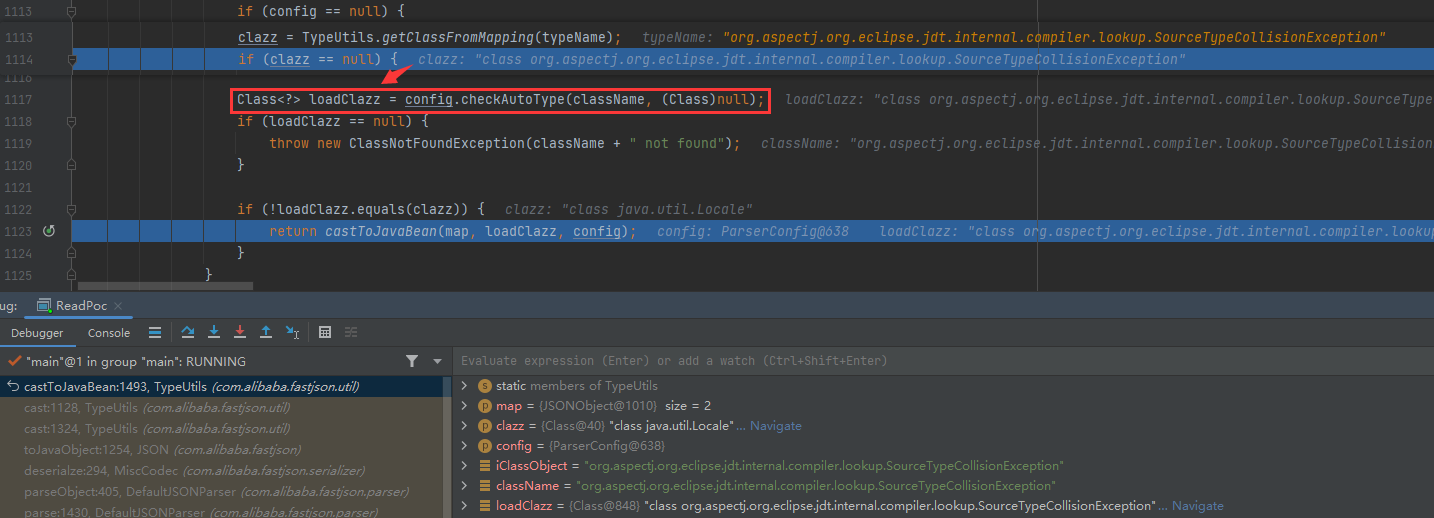 1113 if (config == null) {
1113 clazz = TypeUtils.getClassFromMapping(typeName); typeName: "org.aspectj.org.eclipse.jdt.internal.compiler.lookup.SourceTypeCollisionException"
1114 if (clazz == null) { clazz: "class org.aspectj.org.eclipse.jdt.internal.compiler.lookup.SourceTypeCollisionException"
1117 Class<?> loadClazz = config.checkAutoType(className, (Class)null); loadClazz: "class org.aspectj.org.eclipse.jdt.internal.compiler.lookup.SourceType
1118 if (loadClazz == null) {
1119 throw new ClassNotFoundException(className + " not found"); className: "org.aspectj.org.eclipse.jdt.internal.compiler.lookup.SourceTypeCollision
1120 }
1121
1122 if (!loadClazz.equals(clazz)) { clazz: "class java.util.Locale"
1123 return castToJavaBean(map, loadClazz, config); config: ParserConfig@638 loadClazz: "class org.aspectj.org.eclipse.jdt.internal.compiler.look
1124 }
1125 }
ug: ReadPoc ×
Debugger Console
"main"@1 in group "main": RUNNING
Evaluate expression (Enter) or add a watch (Ctrl+Shift+Enter)
castToJavaBean:1493, TypeUtils (com.alibaba.fastjson.util)
cast:1128, TypeUtils (com.alibaba.fastjson.util)
cast:1324, TypeUtils (com.alibaba.fastjson.util)
toJavaObject:1254, JSON (com.alibaba.fastjson)
deserialze:294, MiscCodec (com.alibaba.fastjson.serializer)
parseObject:405, DefaultJSONParser (com.alibaba.fastjson.parser)
parse:1430, DefaultJSONParser (com.alibaba.fastjson.parser)
s static members of TypeUtils
p map = {JSONObject@1010} size = 2
p clazz = {Class@40} "class java.util.Locale"... Navigate
p config = {ParserConfig@638}
iClassObject = "org.aspectj.org.eclipse.jdt.internal.compiler.lookup.SourceTypeCollisionException"
className = "org.aspectj.org.eclipse.jdt.internal.compiler.lookup.SourceTypeCollisionException"
loadClazz = {Class@848} "class org.aspectj.org.eclipse.jdt.internal.compiler.lookup.SourceTypeCollisionException"... Navigate